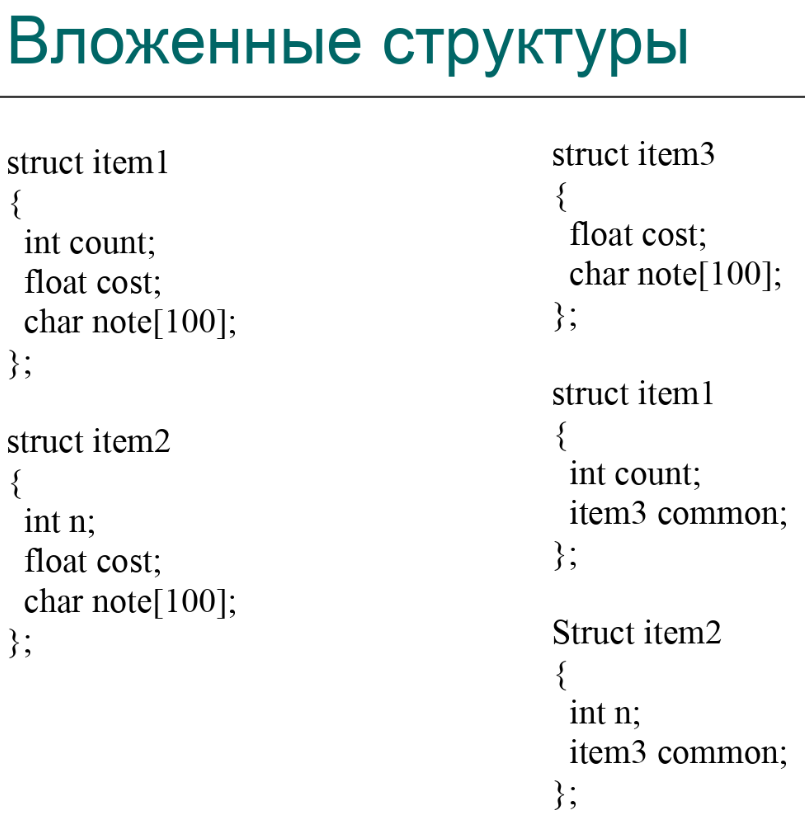 Вложенные структуры
struct item1
{
int count;
float cost;
char note[100];
};
struct item2
{
int n;
float cost;
char note[100];
};
struct item3
{
float cost;
char note[100];
};
struct item1
{
int count;
item3 common;
};
Struct item2
{
int n;
item3 common;
};